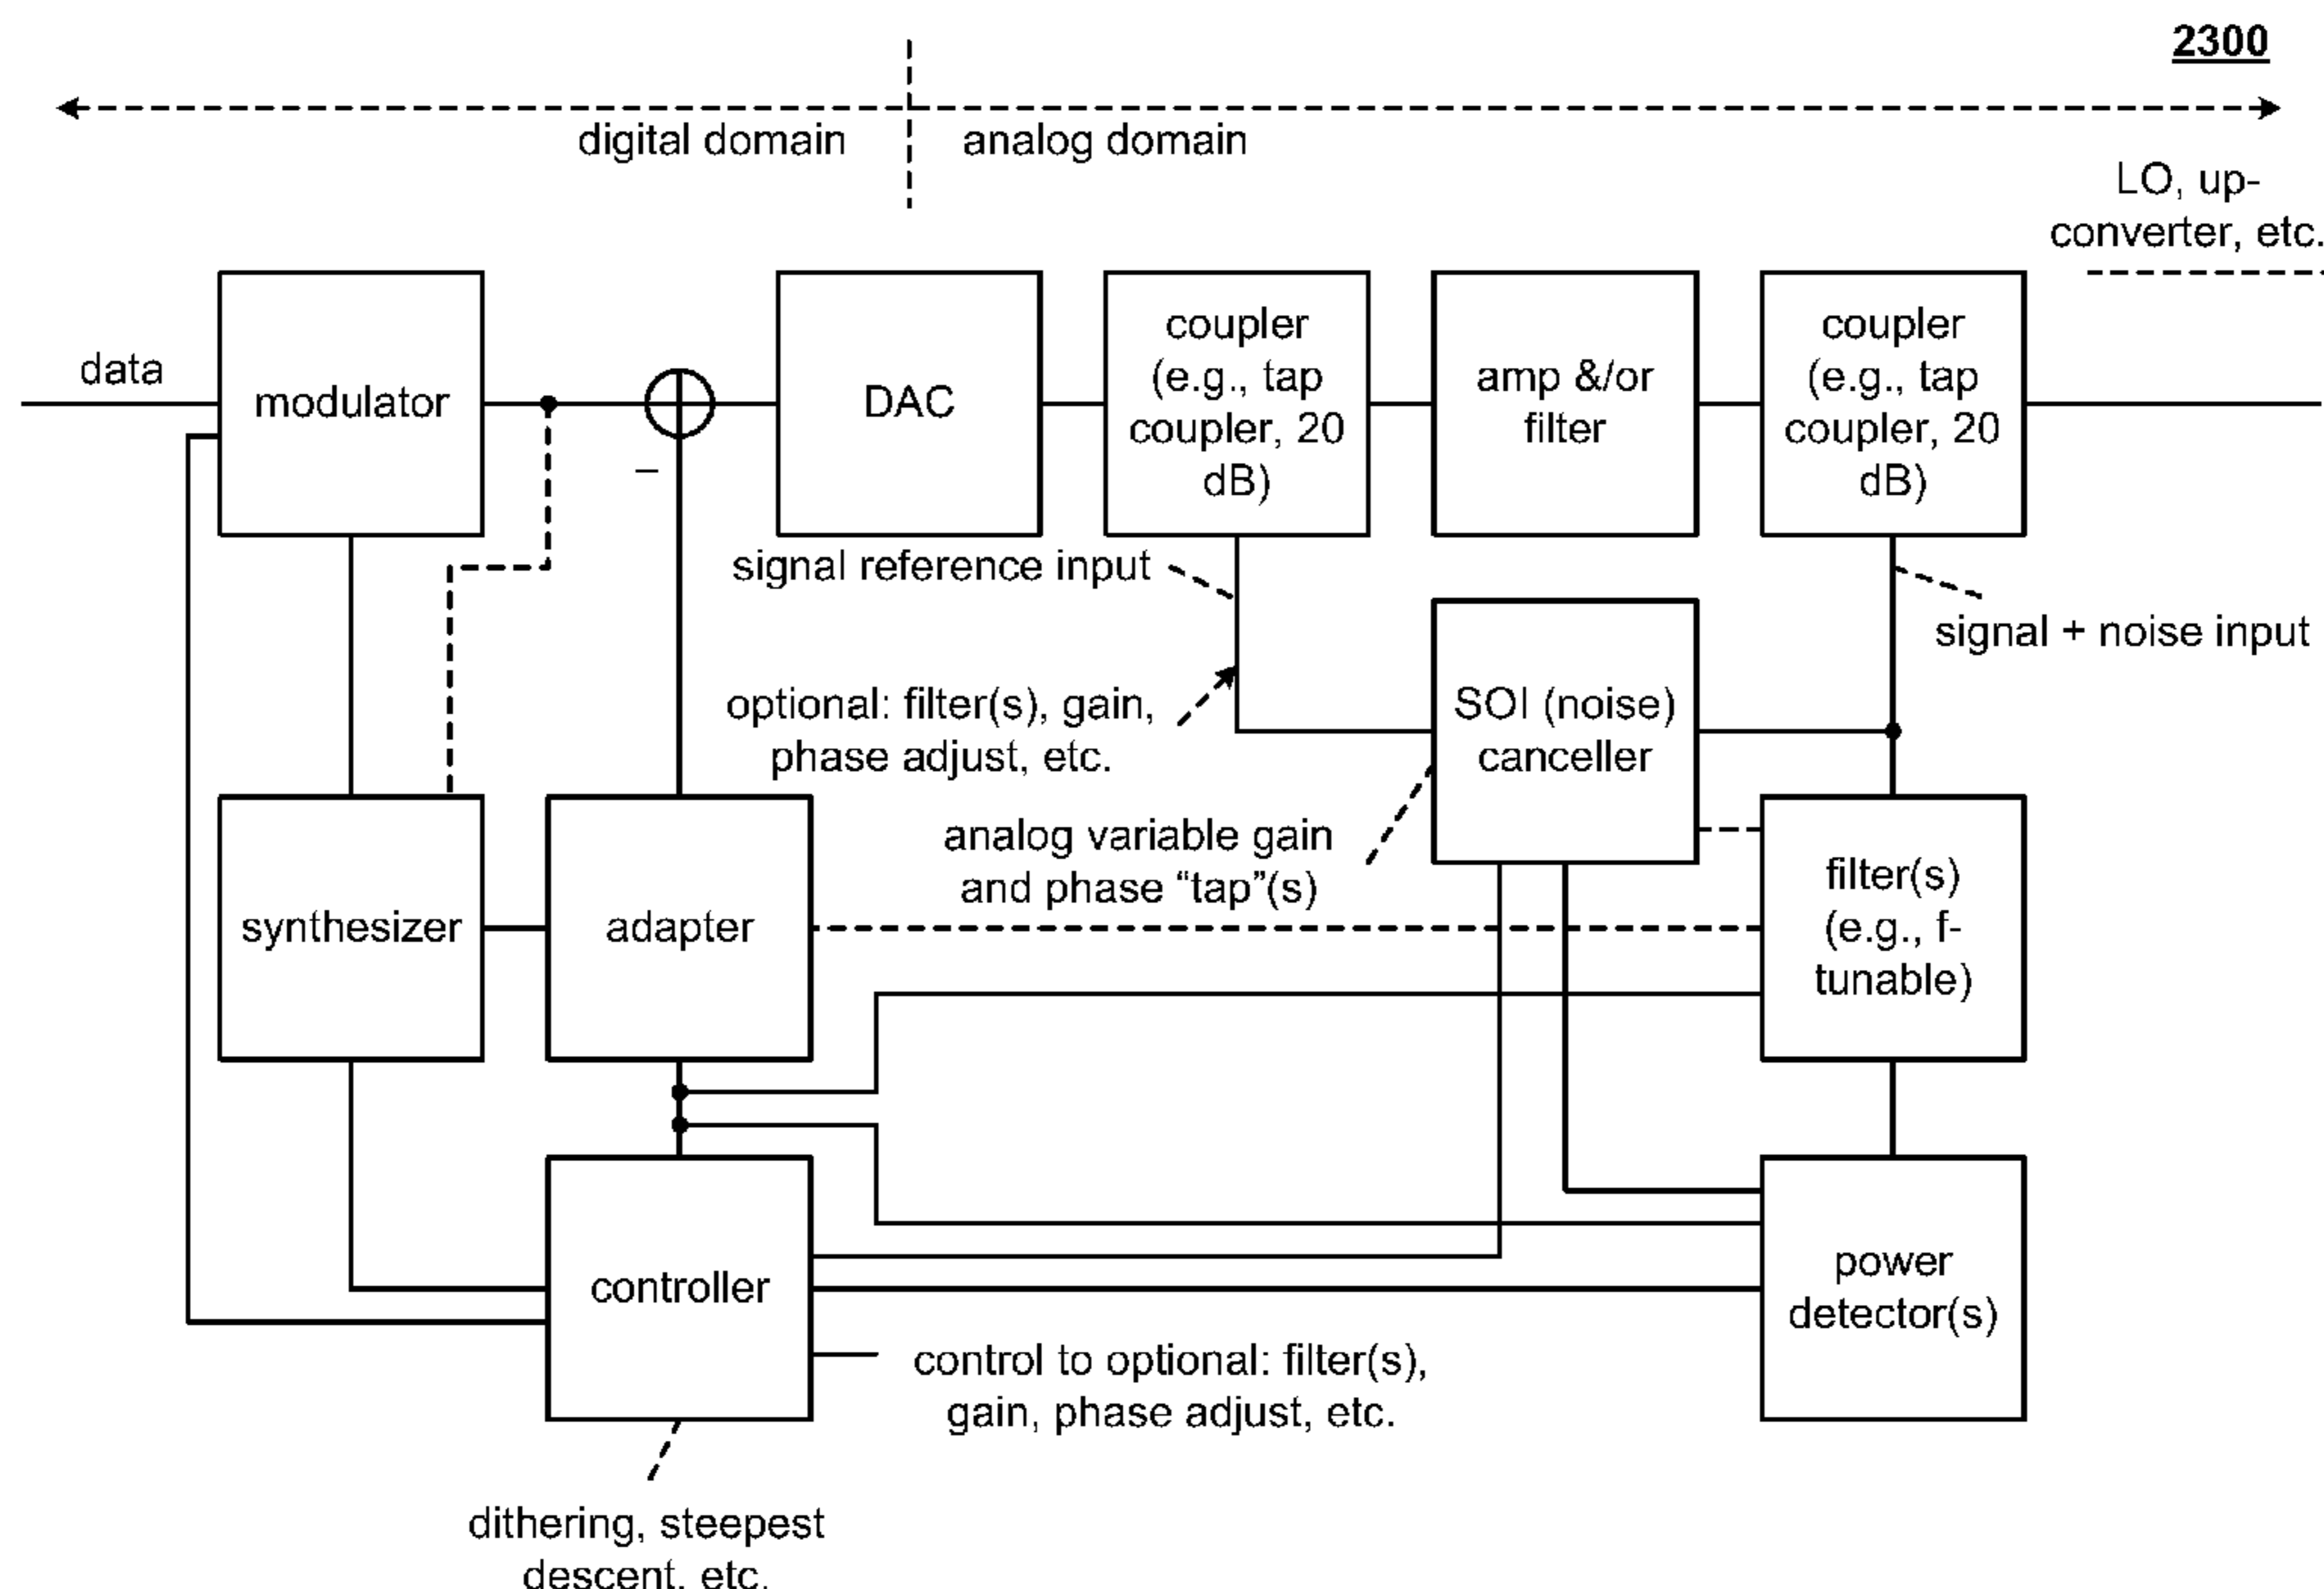 2300
digital domain
analog domain
LO, up-
converter, etc.
data
modulator
–
DAC
coupler
(e.g., tap
coupler, 20
dB)
amp &/or
filter
coupler
(e.g., tap
coupler, 20
dB)
signal reference input
signal + noise input
optional: filter(s), gain,
phase adjust, etc.
SOI (noise)
canceller
analog variable gain
and phase “tap”(s)
synthesizer
adapter
filter(s)
(e.g., f-
tunable)
controller
power
detector(s)
control to optional: filter(s),
gain, phase adjust, etc.
dithering, steepest
descent, etc.